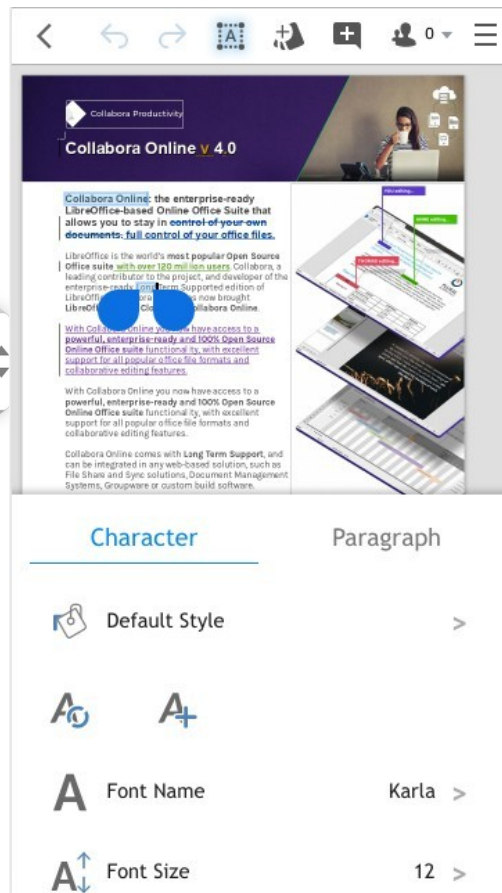 A
0
Collabora Productivity
Collabora Online v 4.0
Collabora Online: the enterprise-ready
LibreOffice-based Online Office Suite that
allows you to stay in control of your own
documents. full control of your office files.
LibreOffice is the world's most popular Open Source
Office suite with over 120 million users. Collabora, a
leading contributor to the project, and developer of the
enterprise-ready Long Term Supported edition of
LibreOffi bora s now brought
LibreOf Clo ollabora Online.
With Collabora Online you now have access to a
powerful, enterprise-ready and 100% Open Source
Online Office suite functionality, with excellent
support for all popular office file formats and
collaborative editing features.
With Collabora Online you now have access to a
powerful, enterprise-ready and 100% Open Source
Online Office suite functionality, with excellent
support for all popular office file formats and
collaborative editing features.
Collabora Online comes with Long Term Support, and
can be integrated in any web-based solution, such as
File Share and Sync solutions, Document Management
Systems, Groupware or custom build software.
Character
Paragraph
Default Style >
A A
A Font Name Karla >
A Font Size 12 >